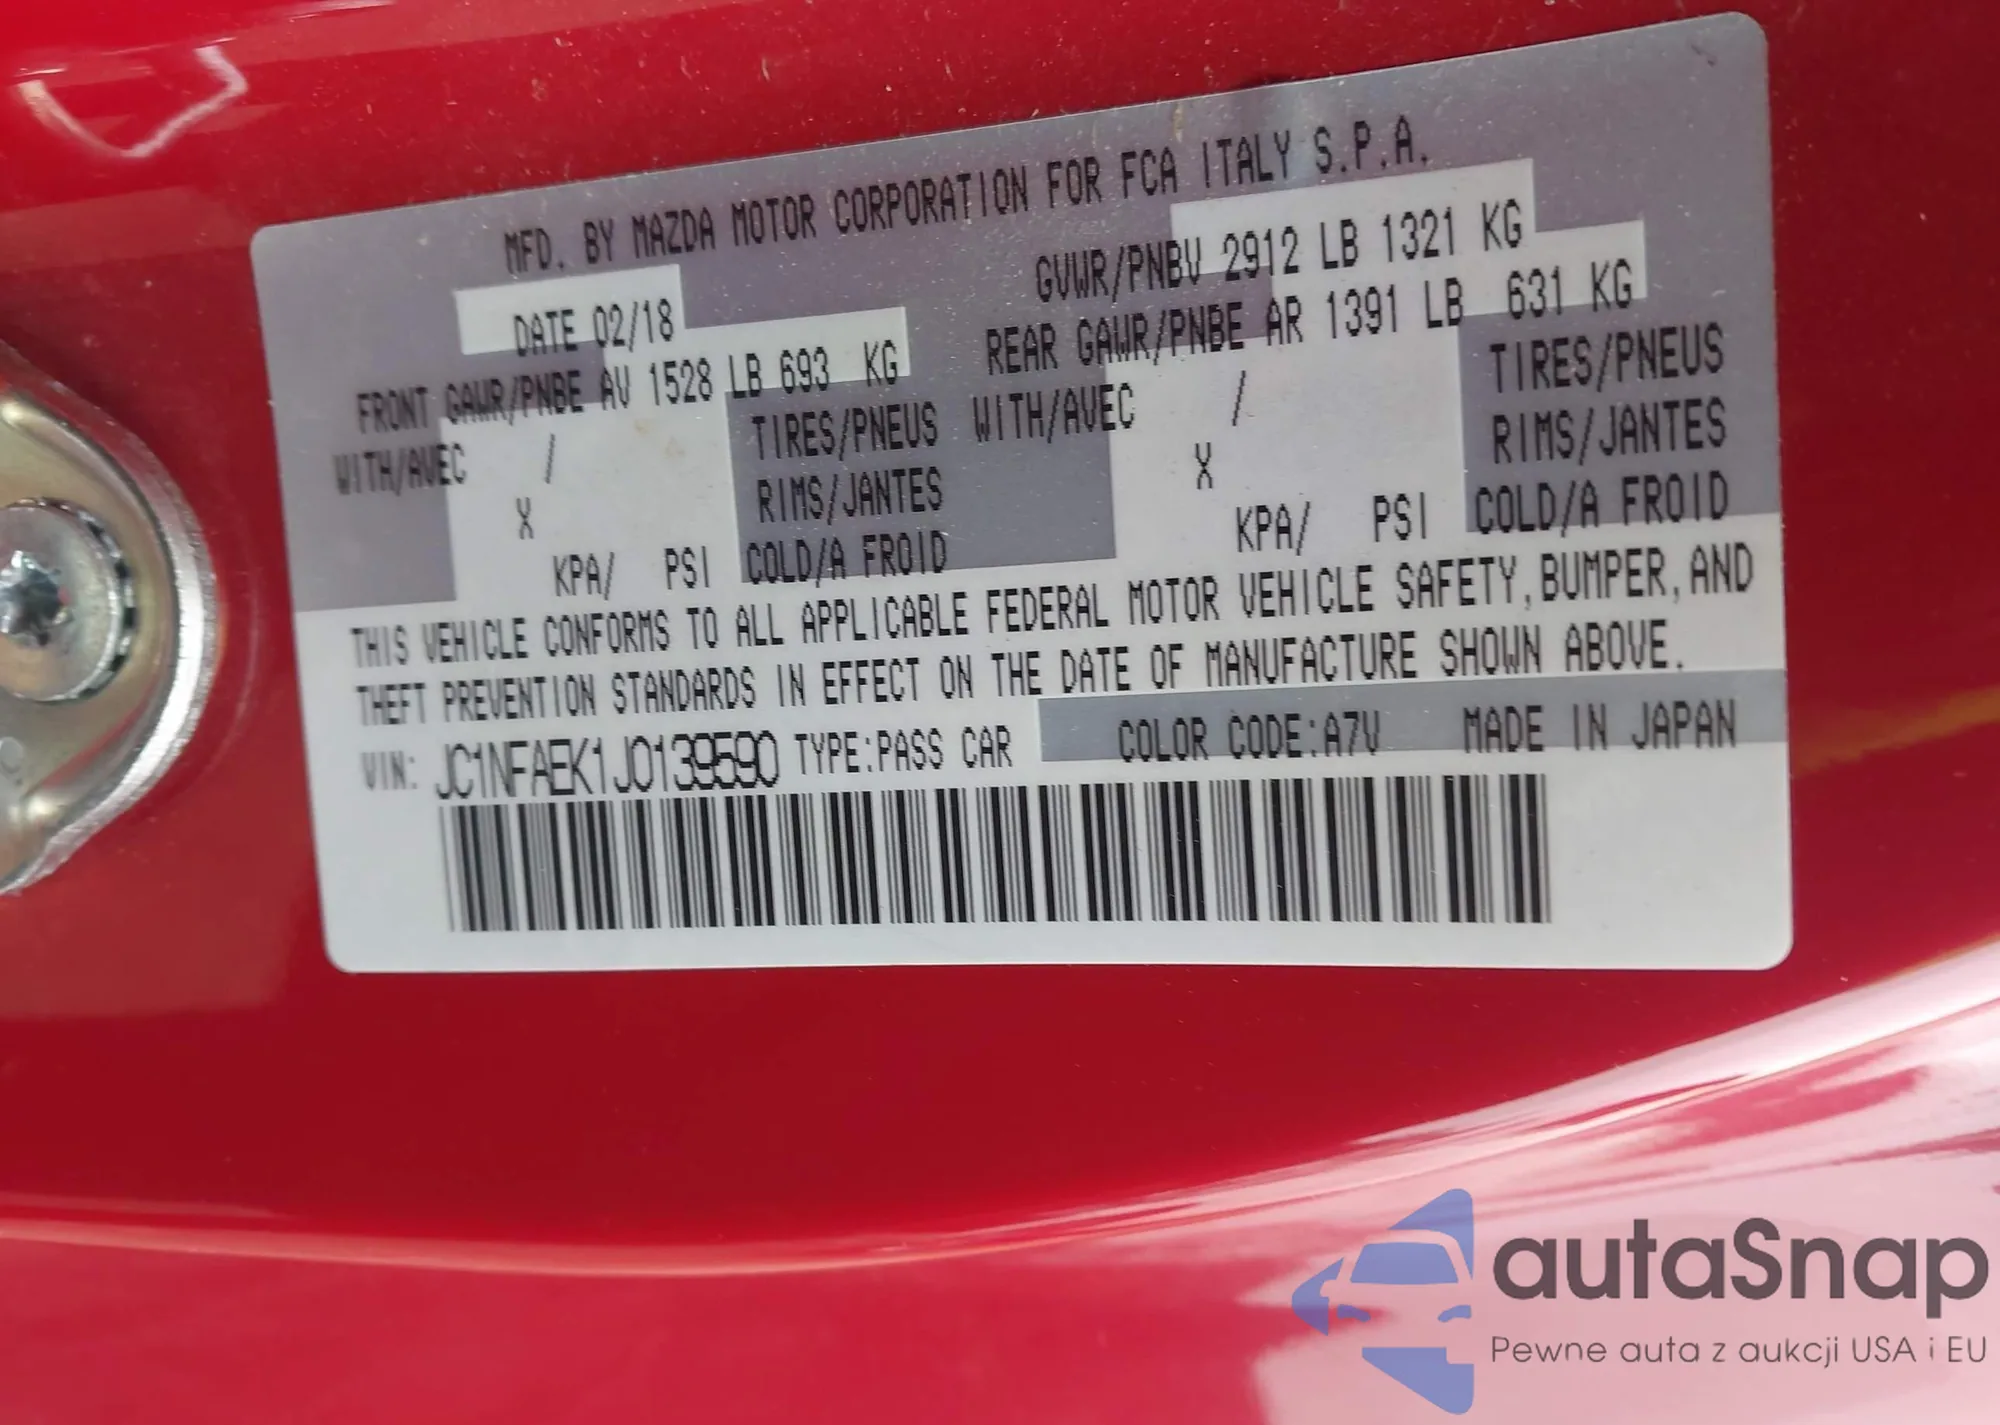 MFD. BY MAZDA MOTOR CORPORATION FOR FCA ITALY S.P.A.
DATE 02/18 GVWR/PNBV 2912 LB 1321 KG
FRONT GAWR/PNBE AV 1528 LB 693 KG REAR GAWR/PNBE AR 1391 LB 631 KG
WITH/AVEC / TIRES/PNEUS WITH/AVEC / TIRES/PNEUS
X RIMS/JANTES X RIMS/JANTES
KPA/ PSI COLD/A FROID KPA/ PSI COLD/A FROID
THIS VEHICLE CONFORMS TO ALL APPLICABLE FEDERAL MOTOR VEHICLE SAFETY, BUMPER, AND
THEFT PREVENTION STANDARDS IN EFFECT ON THE DATE OF MANUFACTURE SHOWN ABOVE.
VIN: JC1NFAEK1J0139590 TYPE:PASS CAR COLOR CODE:A7V MADE IN JAPAN
autaSnap
Pewne auta z aukcji USA i EU